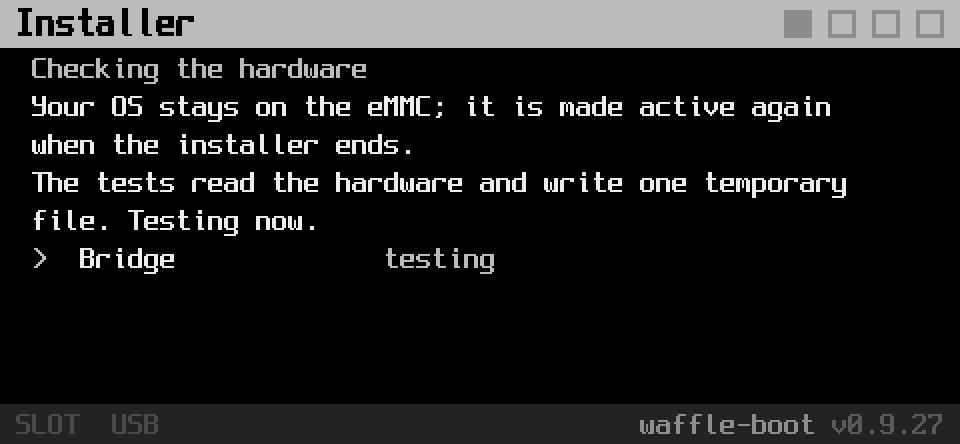 Installer
Checking the hardware
Your OS stays on the eMMC; it is made active again
when the installer ends.
The tests read the hardware and write one temporary
file. Testing now.
> Bridge testing
SLOT USB waffle-boot v0.9.27